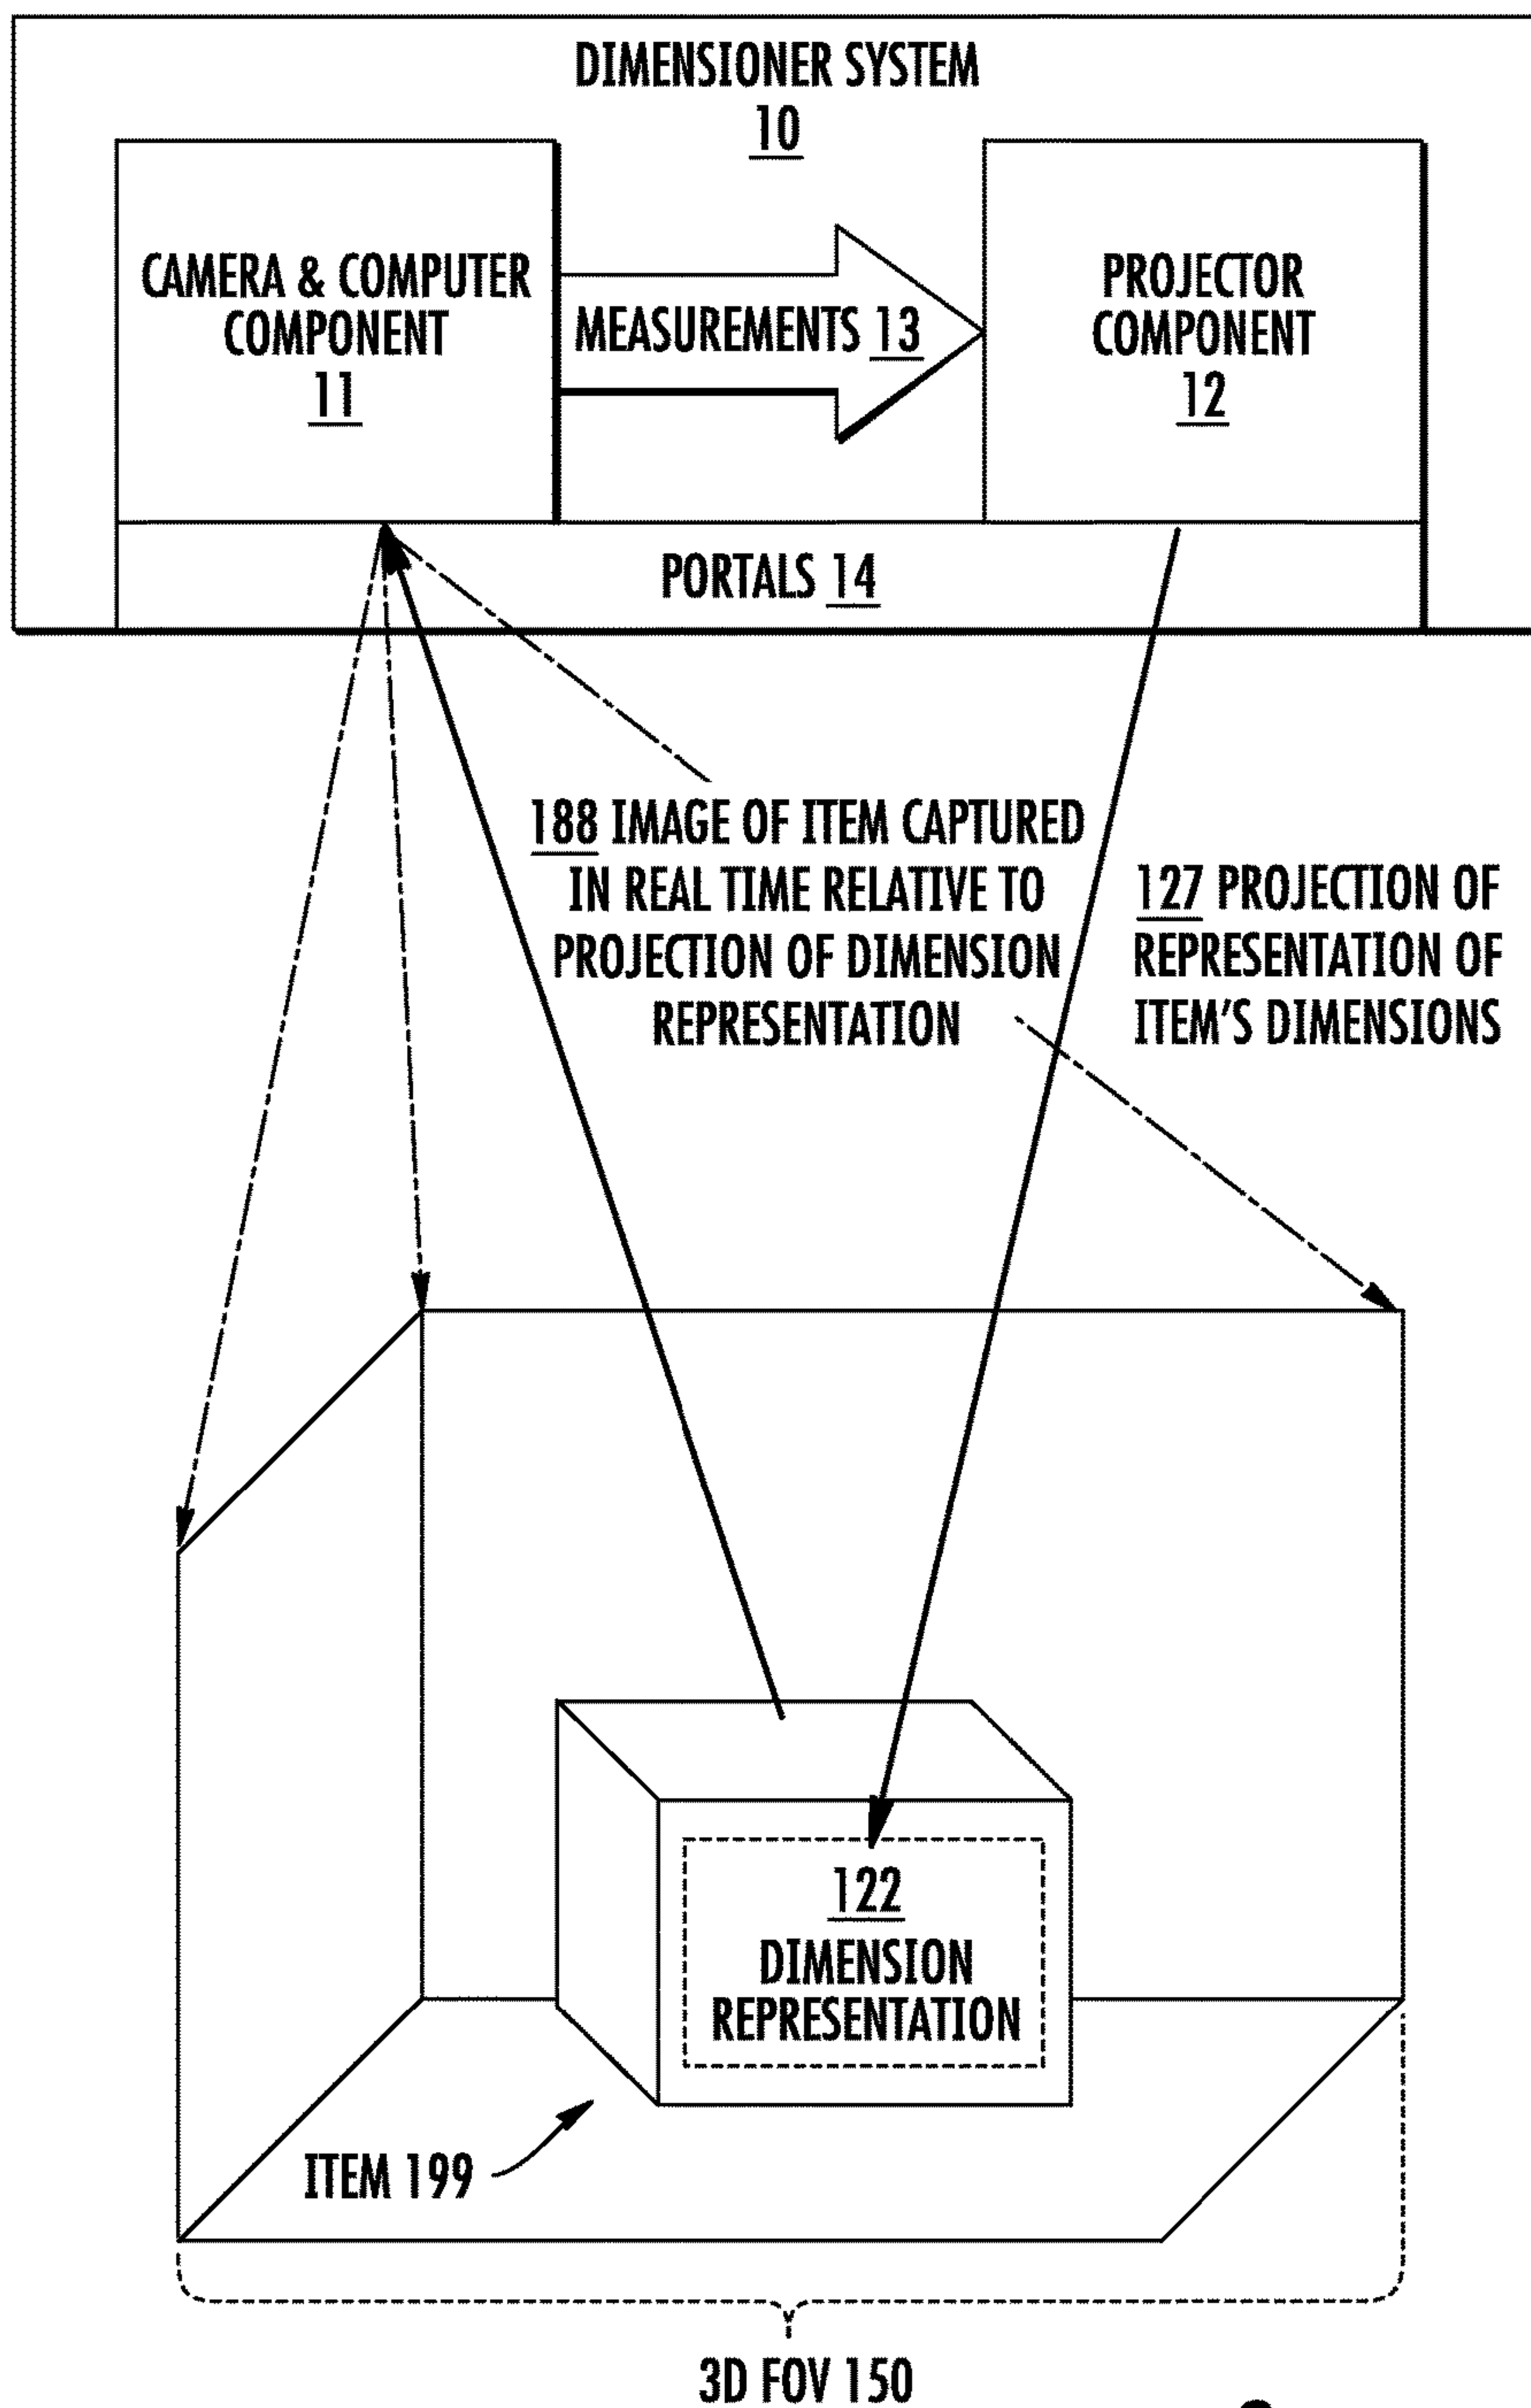 DIMENSIONER SYSTEM
10
CAMERA & COMPUTER
COMPONENT
11
MEASUREMENTS 13
PROJECTOR
COMPONENT
12
PORTALS 14
188 IMAGE OF ITEM CAPTURED
IN REAL TIME RELATIVE TO
PROJECTION OF DIMENSION
REPRESENTATION
127 PROJECTION OF
REPRESENTATION OF
ITEM'S DIMENSIONS
122
DIMENSION
REPRESENTATION
ITEM 199
3D FOV 150